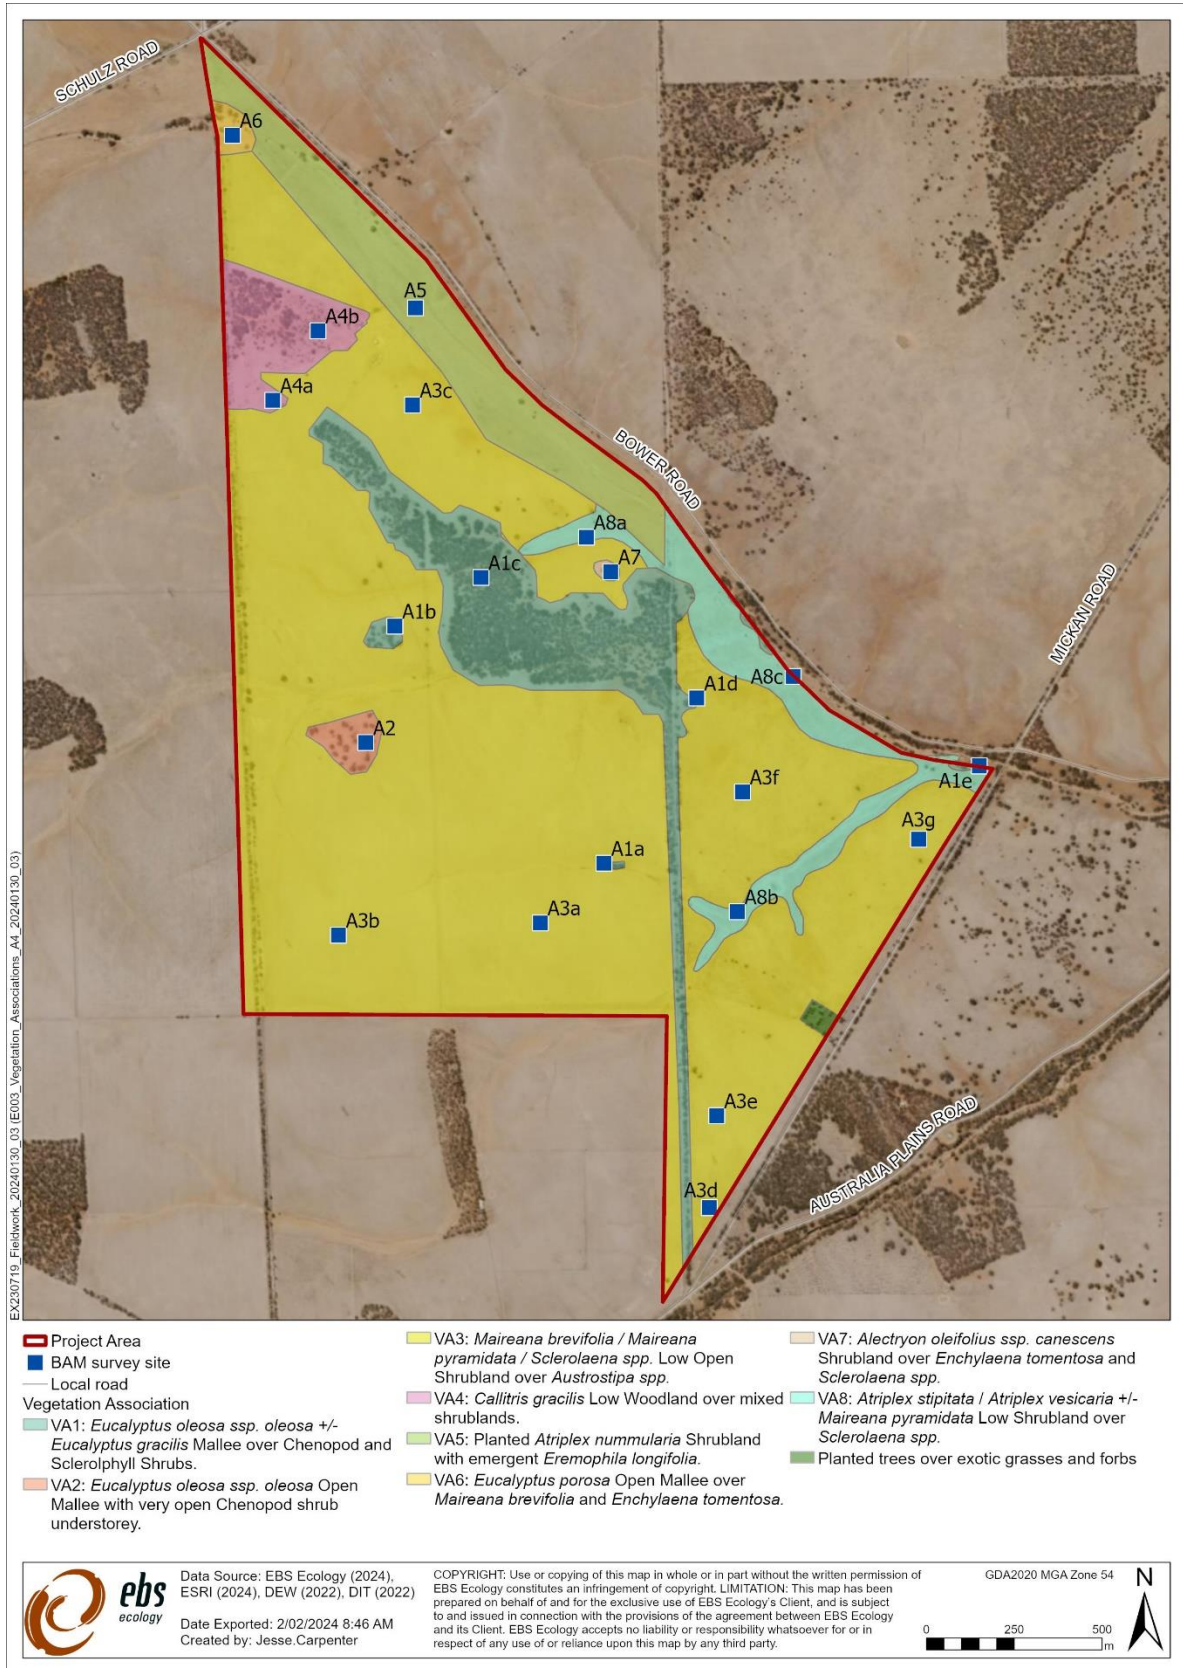 SCHULZ ROAD
A6
A5
A4b
A4a
A3c
BOWER ROAD
A8a
A7
A1c
A1b
MICKAN ROAD
A8c
A1d
A2
A1e
A3f
A3g
A1a
A8b
A3a
A3b
A3e
AUSTRALIA PLAINS ROAD
A3d
EX230719_Fieldwork_20240130_03 (E003_Vegetation_Associations_A4_20240130_03)
Project Area
BAM survey site
Local road
Vegetation Association
VA1: Eucalyptus oleosa ssp. oleosa +/-
Eucalyptus gracilis Mallee over Chenopod and
Sclerolphyll Shrubs.
VA2: Eucalyptus oleosa ssp. oleosa Open
Mallee with very open Chenopod shrub
understorey.
VA3: Maireana brevifolia / Maireana
pyramidata / Sclerolaena spp. Low Open
Shrubland over Austrostipa spp.
VA4: Callitris gracilis Low Woodland over mixed
shrublands.
VA5: Planted Atriplex nummularia Shrubland
with emergent Eremophila longifolia.
VA6: Eucalyptus porosa Open Mallee over
Maireana brevifolia and Enchylaena tomentosa.
VA7: Alectryon oleifolius ssp. canescens
Shrubland over Enchylaena tomentosa and
Sclerolaena spp.
VA8: Atriplex stipitata / Atriplex vesicaria +/-
Maireana pyramidata Low Shrubland over
Sclerolaena spp.
Planted trees over exotic grasses and forbs
ebs
ecology
Data Source: EBS Ecology (2024),
ESRI (2024), DEW (2022), DIT (2022)
Date Exported: 2/02/2024 8:46 AM
Created by: Jesse.Carpenter
COPYRIGHT: Use or copying of this map in whole or in part without the written permission of
EBS Ecology constitutes an infringement of copyright. LIMITATION: This map has been
prepared on behalf of and for the exclusive use of EBS Ecology's Client, and is subject
to and issued in connection with the provisions of the agreement between EBS Ecology
and its Client. EBS Ecology accepts no liability or responsibility whatsoever for or in
respect of any use of or reliance upon this map by any third party.
GDA2020 MGA Zone 54
N
0 250 500
m